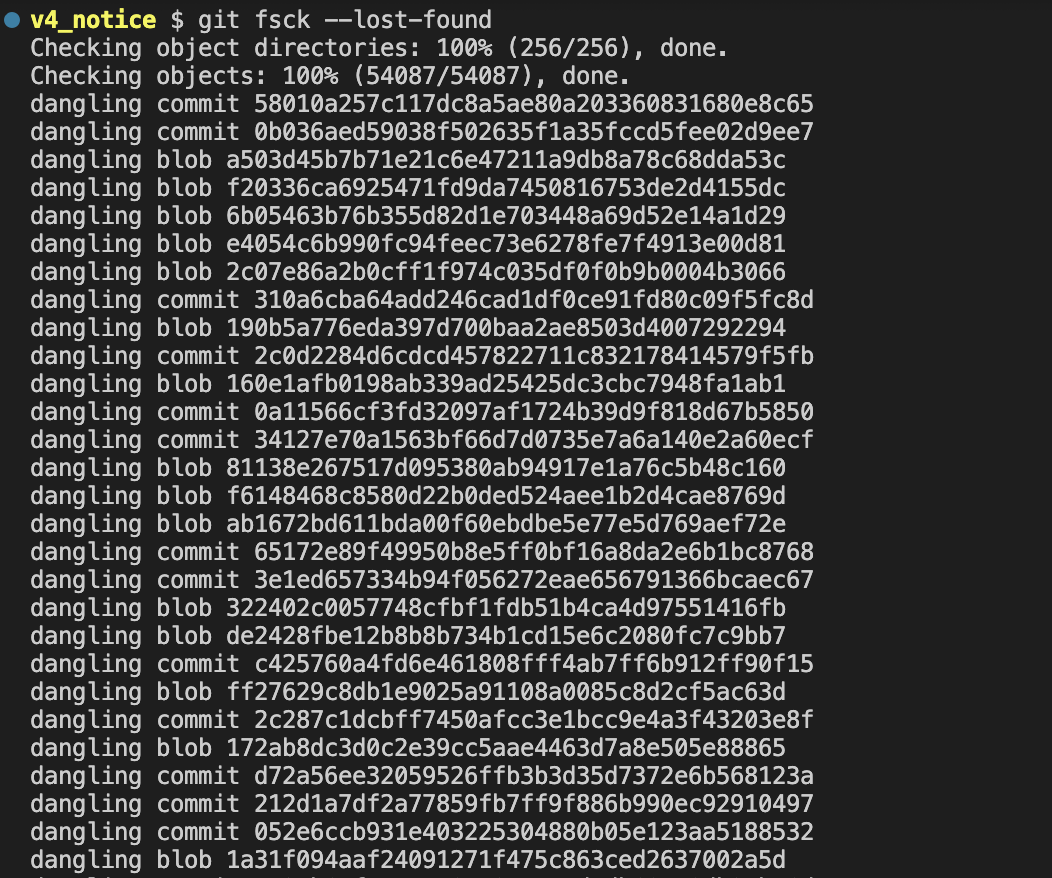 v4_notice $ git fsck --lost-found
Checking object directories: 100% (256/256), done.
Checking objects: 100% (54087/54087), done.
dangling commit 58010a257c117dc8a5ae80a203360831680e8c65
dangling commit 0b036aed59038f502635f1a35fccd5fee02d9ee7
dangling blob a503d45b7b71e21c6e47211a9db8a78c68dda53c
dangling blob f20336ca6925471fd9da7450816753de2d4155dc
dangling blob 6b05463b76b355d82d1e703448a69d52e14a1d29
dangling blob e4054c6b990fc94feec73e6278fe7f4913e00d81
dangling blob 2c07e86a2b0cff1f974c035df0f0b9b0004b3066
dangling commit 310a6cba64add246cad1df0ce91fd80c09f5fc8d
dangling blob 190b5a776eda397d700baa2ae8503d4007292294
dangling commit 2c0d2284d6cdcd457822711c832178414579f5fb
dangling blob 160e1afb0198ab339ad25425dc3cbc7948fa1ab1
dangling commit 0a11566cf3fd32097af1724b39d9f818d67b5850
dangling commit 34127e70a1563bf66d7d0735e7a6a140e2a60ecf
dangling blob 81138e267517d095380ab94917e1a76c5b48c160
dangling blob f6148468c8580d22b0ded524aee1b2d4cae8769d
dangling blob ab1672bd611bda00f60ebdbe5e77e5d769aef72e
dangling commit 65172e89f49950b8e5ff0bf16a8da2e6b1bc8768
dangling commit 3e1ed657334b94f056272eae656791366bcaec67
dangling blob 322402c0057748cfbf1fdb51b4ca4d97551416fb
dangling blob de2428fbe12b8b8b734b1cd15e6c2080fc7c9bb7
dangling commit c425760a4fd6e461808fff4ab7ff6b912ff90f15
dangling blob ff27629c8db1e9025a91108a0085c8d2cf5ac63d
dangling commit 2c287c1dcbff7450afcc3e1bcc9e4a3f43203e8f
dangling blob 172ab8dc3d0c2e39cc5aae4463d7a8e505e88865
dangling commit d72a56ee32059526ffb3b3d35d7372e6b568123a
dangling commit 212d1a7df2a77859fb7ff9f886b990ec92910497
dangling commit 052e6ccb931e403225304880b05e123aa5188532
dangling blob 1a31f094aaf24091271f475c863ced2637002a5d